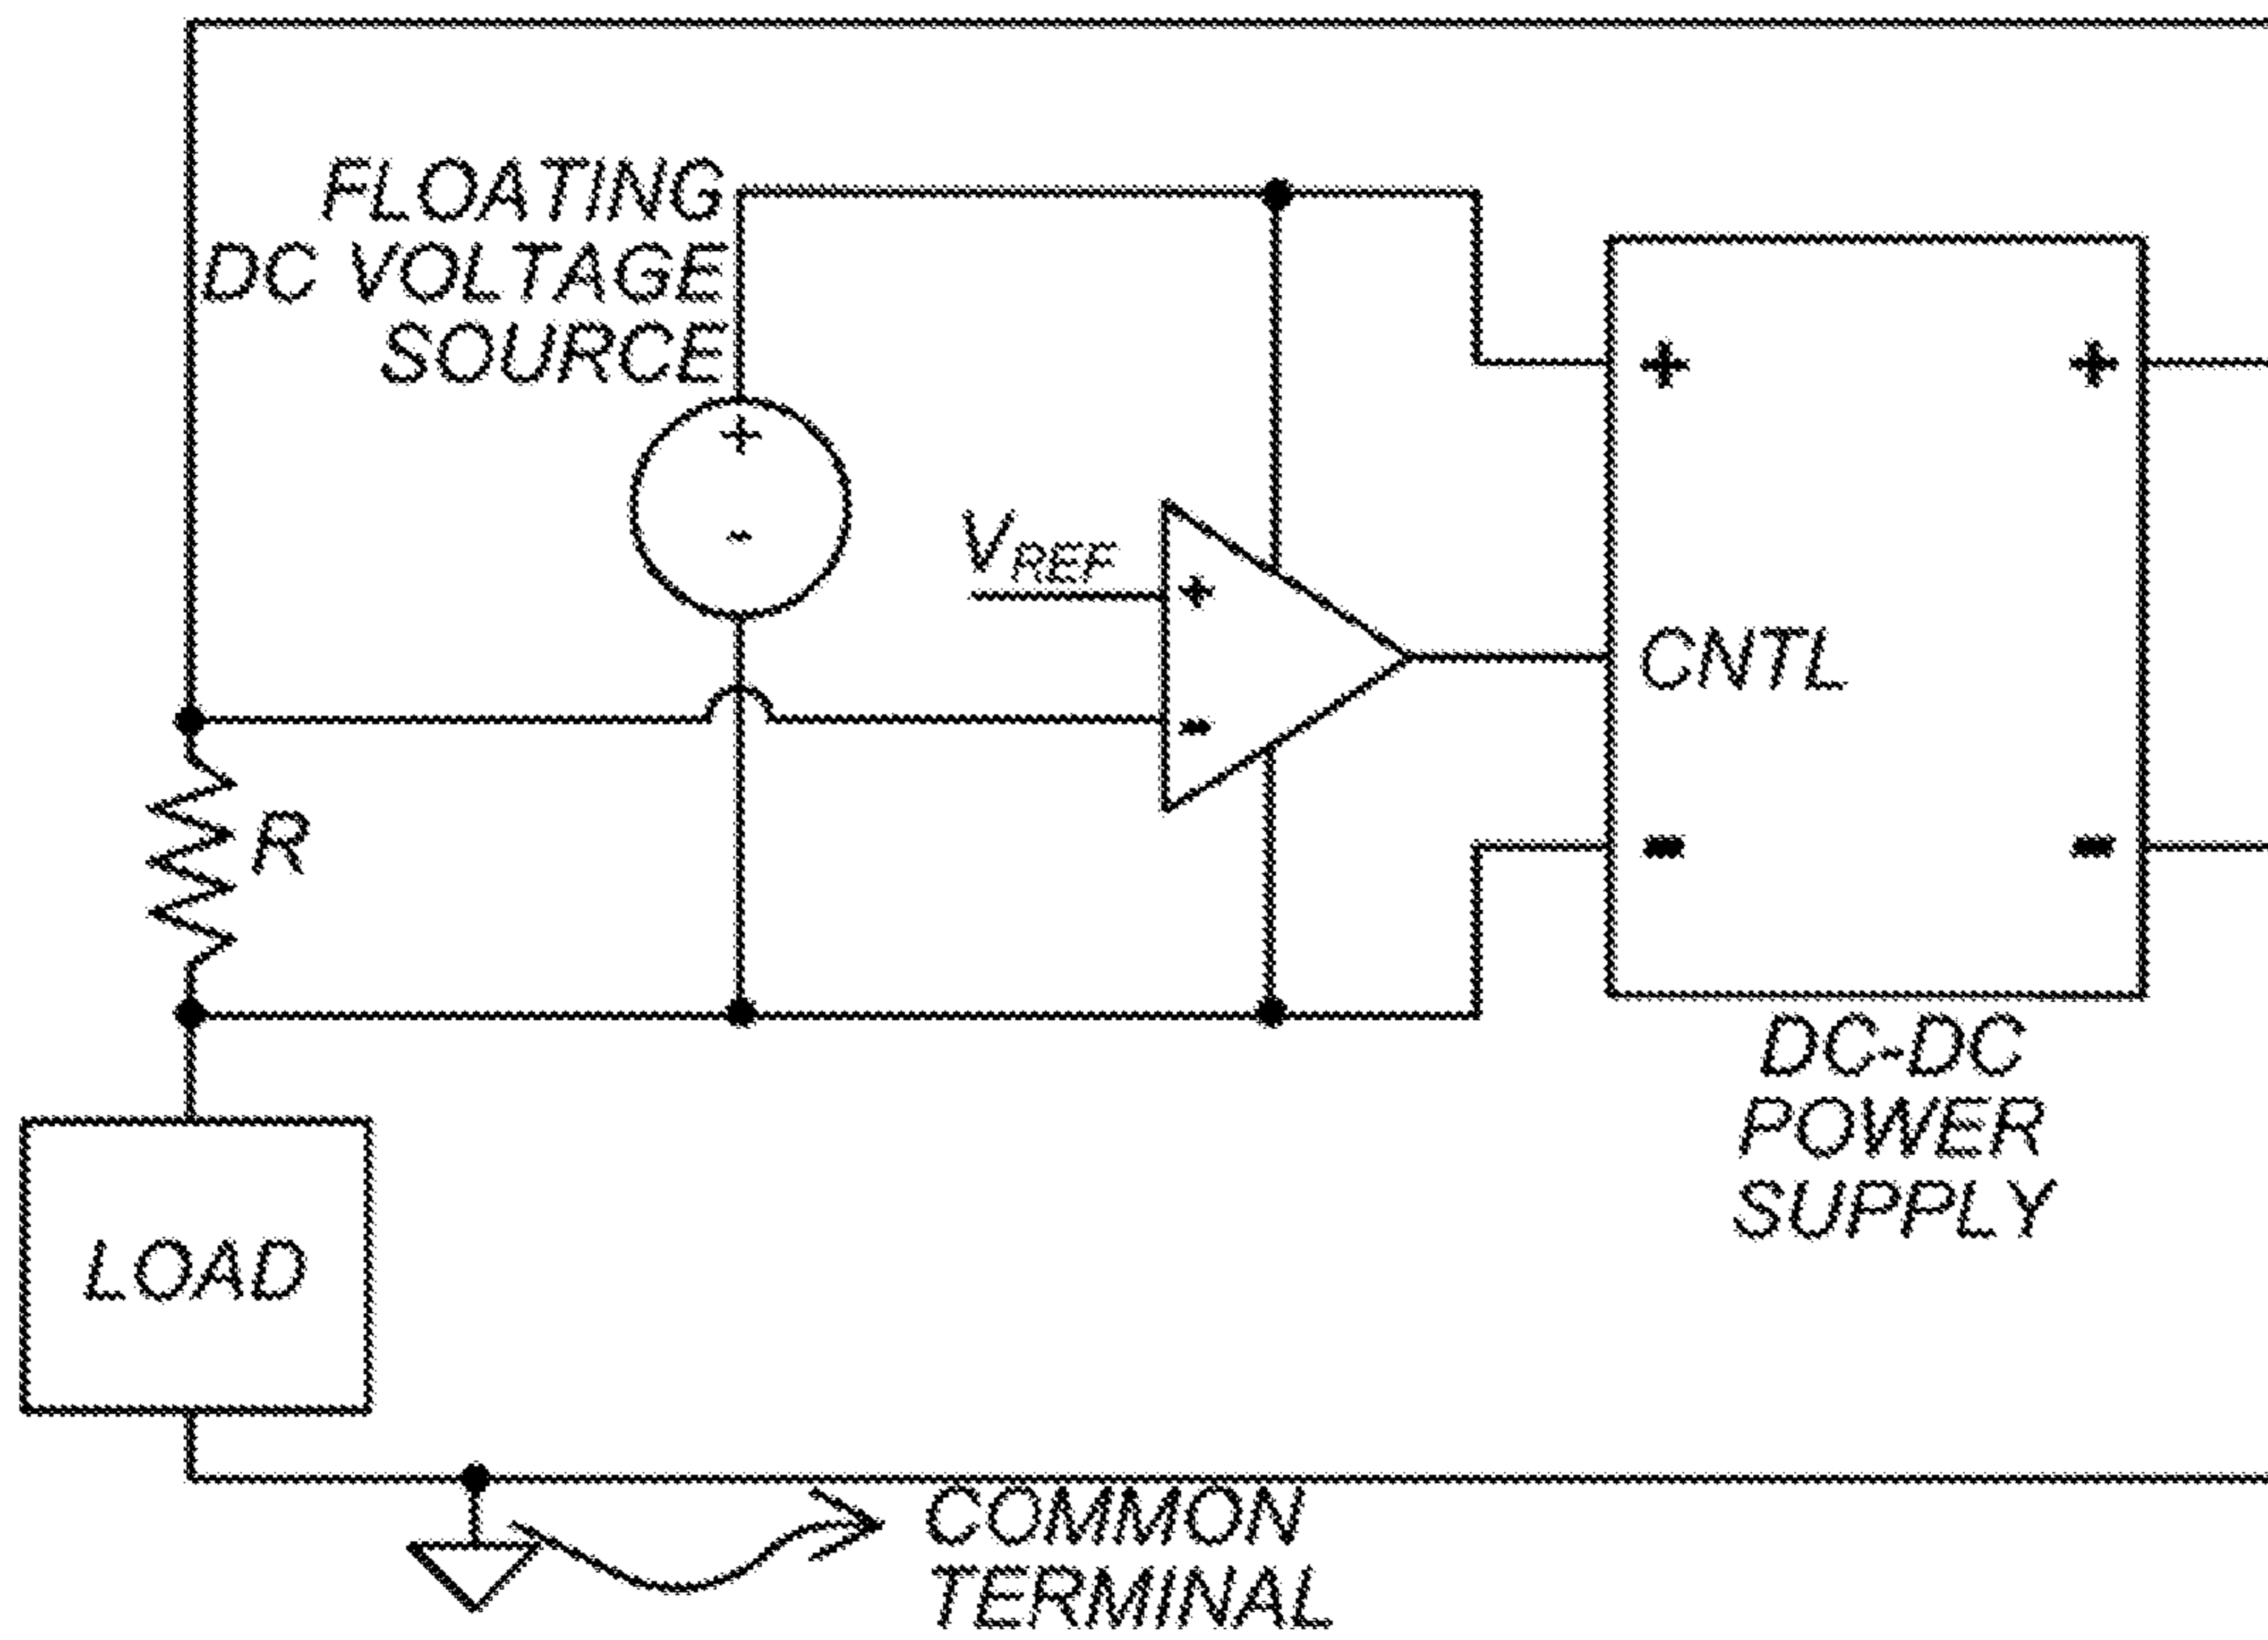 FLOATING
DC VOLTAGE
SOURCE
+
-
VREF
+
-
+
+
CNTL
-
-
R
DC-DC
POWER
SUPPLY
LOAD
COMMON
TERMINAL